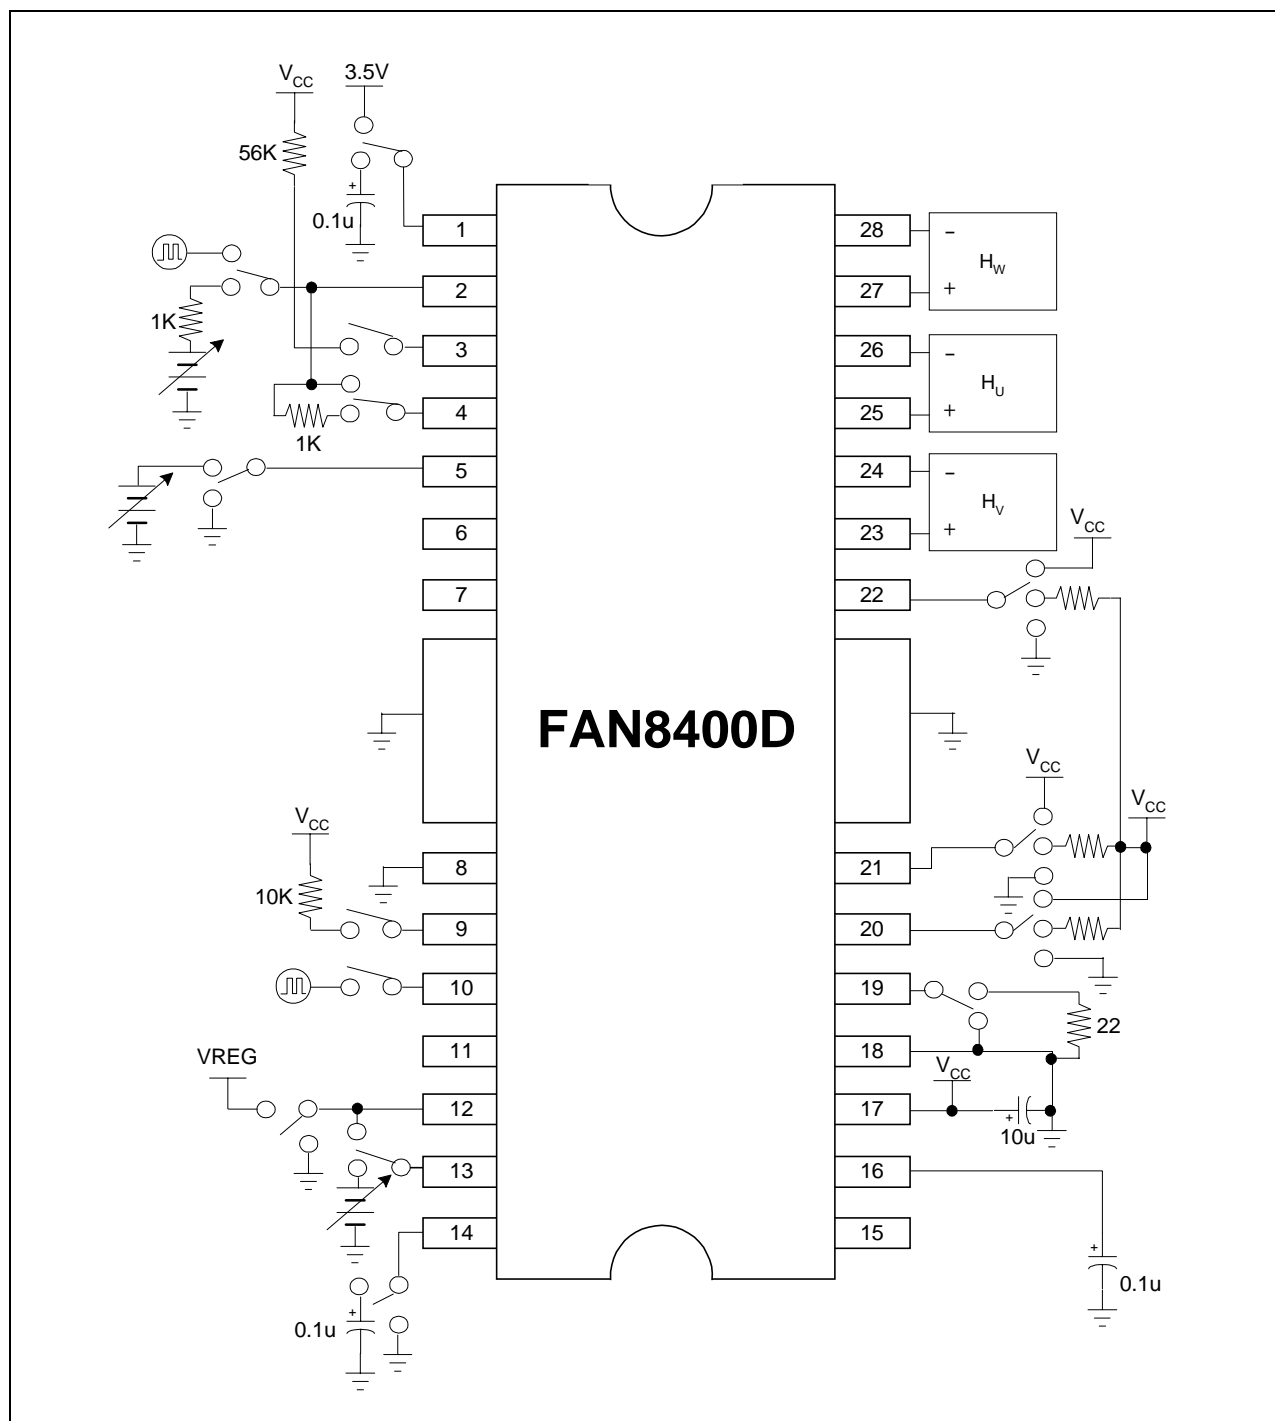 VCC
3.5V
56K
0.1u
1
28
-
HW
2
27
+
1K
3
26
-
HU
4
25
+
1K
5
24
-
HV
6
23
+
VCC
7
22
FAN8400D
VCC
VCC
VCC
8
21
10K
9
20
10
19
22
11
18
VREG
VCC
12
17
+
10u
13
16
14
15
+
0.1u
+
0.1u
+